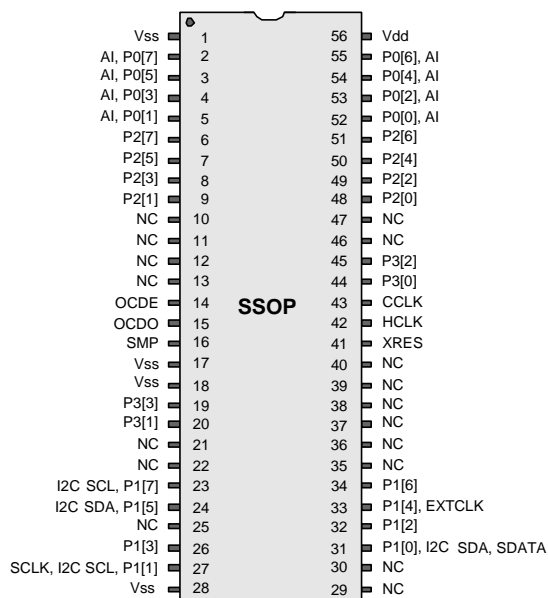 Vss 1 56 Vdd
AI, P0[7] 2 55 P0[6], AI
AI, P0[5] 3 54 P0[4], AI
AI, P0[3] 4 53 P0[2], AI
AI, P0[1] 5 52 P0[0], AI
P2[7] 6 51 P2[6]
P2[5] 7 50 P2[4]
P2[3] 8 49 P2[2]
P2[1] 9 48 P2[0]
NC 10 47 NC
NC 11 46 NC
NC 12 45 P3[2]
NC 13 44 P3[0]
OCDE 14 SSOP 43 CCLK
OCDO 15 42 HCLK
SMP 16 41 XRES
Vss 17 40 NC
Vss 18 39 NC
P3[3] 19 38 NC
P3[1] 20 37 NC
NC 21 36 NC
NC 22 35 NC
I2C SCL, P1[7] 23 34 P1[6]
I2C SDA, P1[5] 24 33 P1[4], EXTCLK
NC 25 32 P1[2]
P1[3] 26 31 P1[0], I2C SDA, SDATA
SCLK, I2C SCL, P1[1] 27 30 NC
Vss 28 29 NC